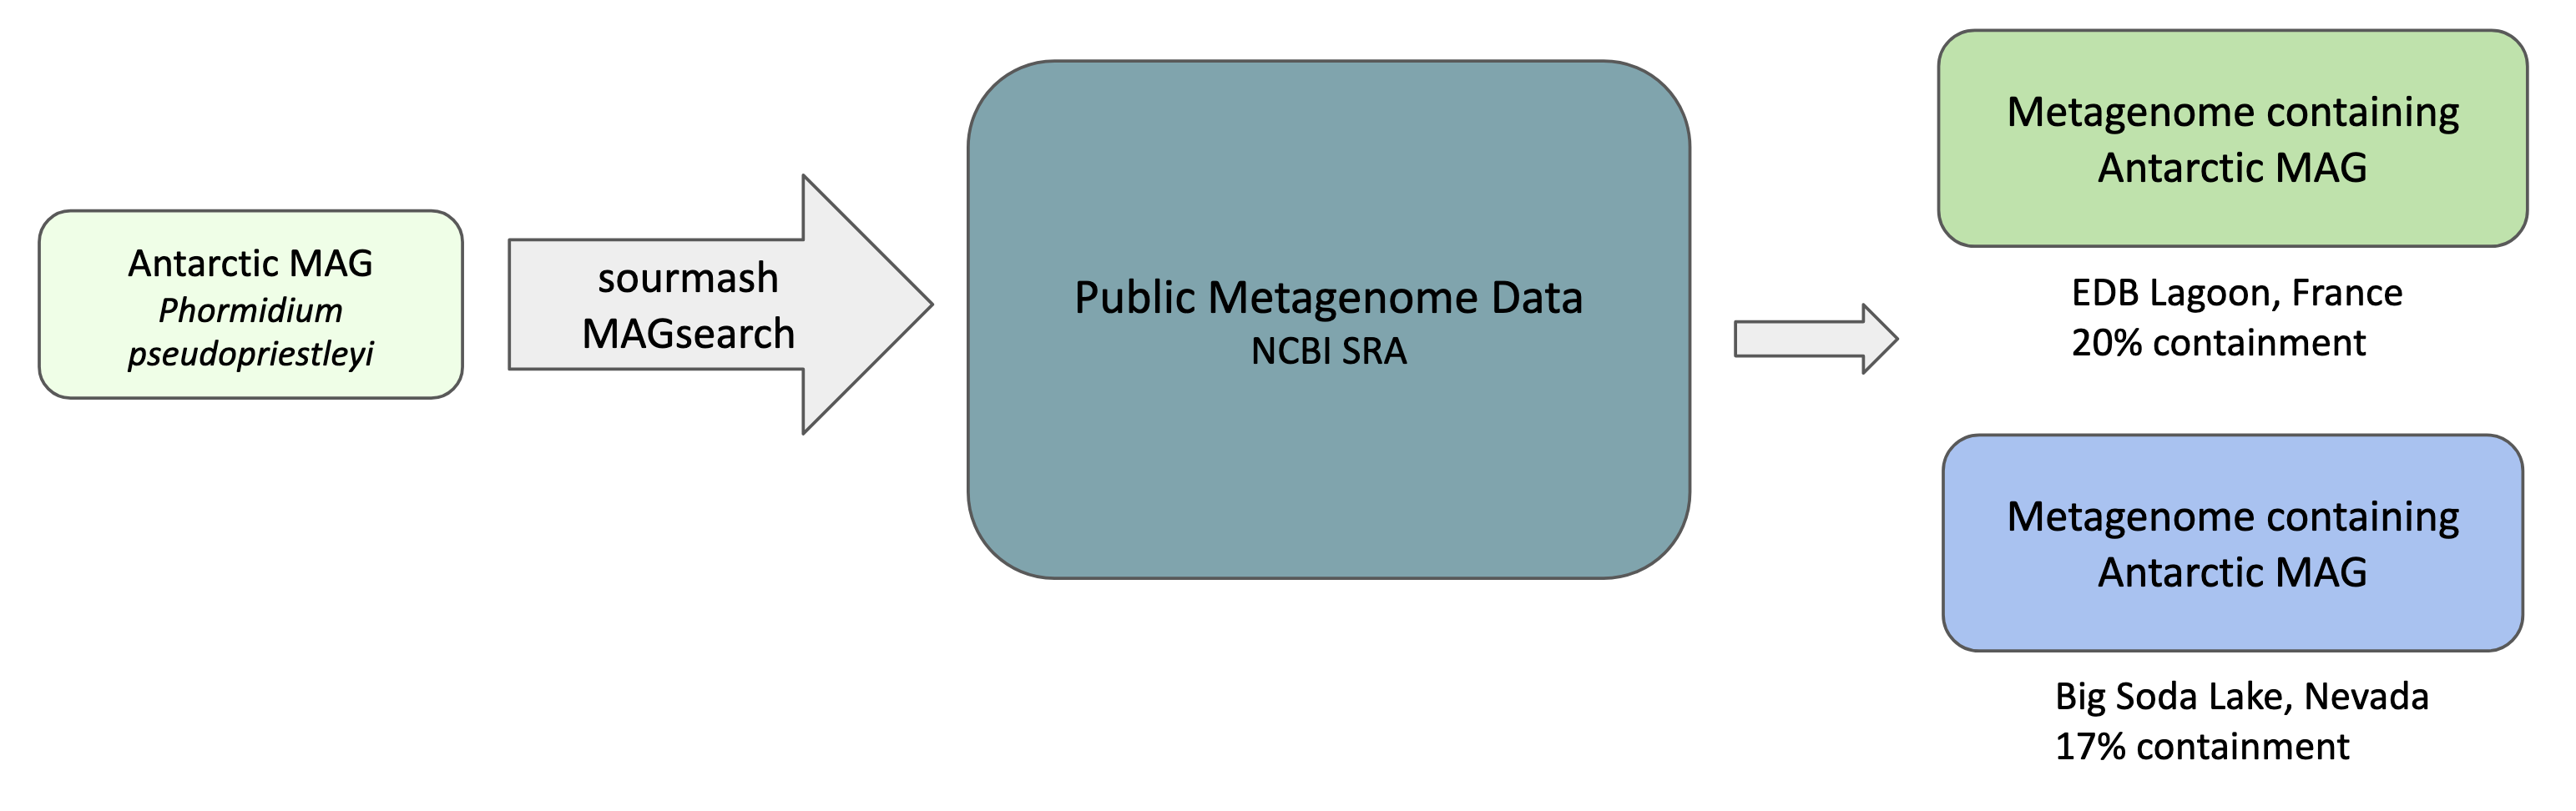 Antarctic MAG
Phormidium
pseudopriestleyi
sourmash
MAGsearch
Public Metagenome Data
NCBI SRA
Metagenome containing
Antarctic MAG
EDB Lagoon, France
20% containment
Metagenome containing
Antarctic MAG
Big Soda Lake, Nevada
17% containment